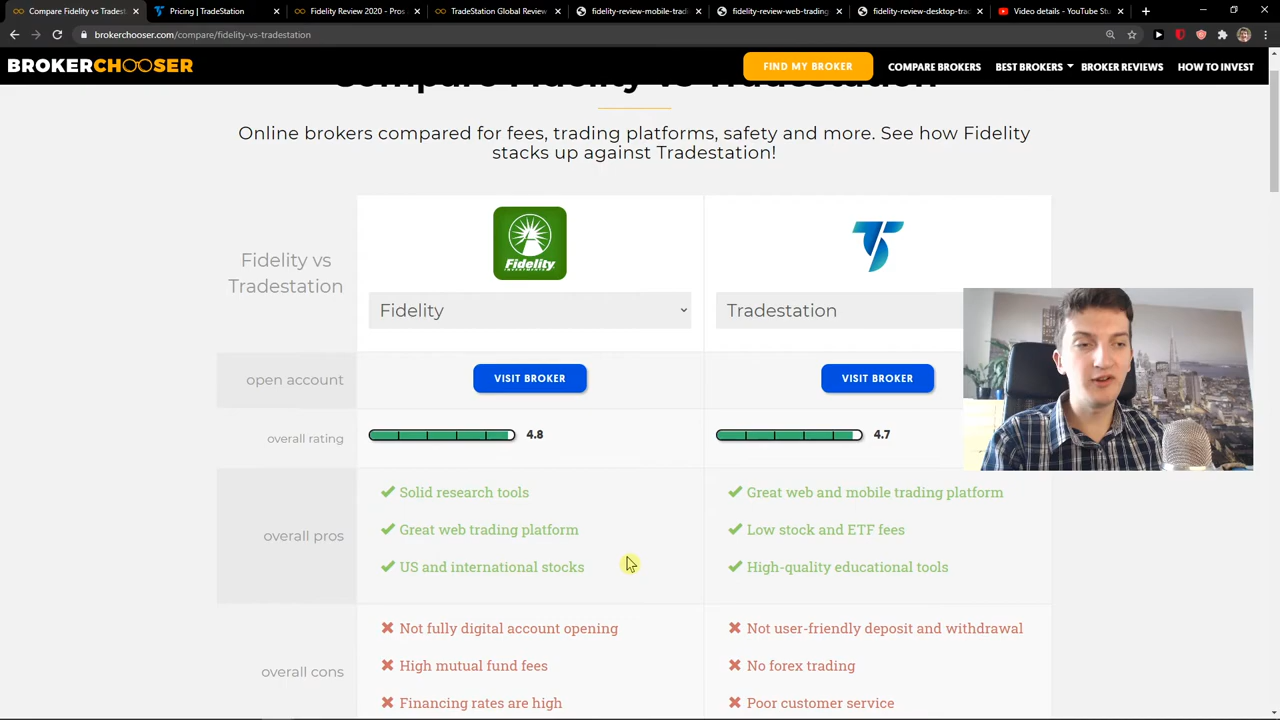 Compare Fidelity vs Tradest
Pricing | TradeStation
Fidelity Review 2020 - Pros
TradeStation Global Review
fidelity-review-mobile-tradi
fidelity-review-web-trading
fidelity-review-desktop-trac
Video details - YouTube Stu
brokerchooser.com/compare/fidelity-vs-tradestation
BROKERCHOOSER
FIND MY BROKER
COMPARE BROKERS
BEST BROKERS
BROKER REVIEWS
HOW TO INVEST
Compare Fidelity vs Tradestation
Online brokers compared for fees, trading platforms, safety and more. See how Fidelity
stacks up against Tradestation!
Fidelity vs
Tradestation
Fidelity
INVESTMENTS
Fidelity
Tradestation
open account
VISIT BROKER
VISIT BROKER
overall rating
4.8
4.7
overall pros
Solid research tools
Great web trading platform
US and international stocks
Great web and mobile trading platform
Low stock and ETF fees
High-quality educational tools
overall cons
Not fully digital account opening
High mutual fund fees
Financing rates are high
Not user-friendly deposit and withdrawal
No forex trading
Poor customer service